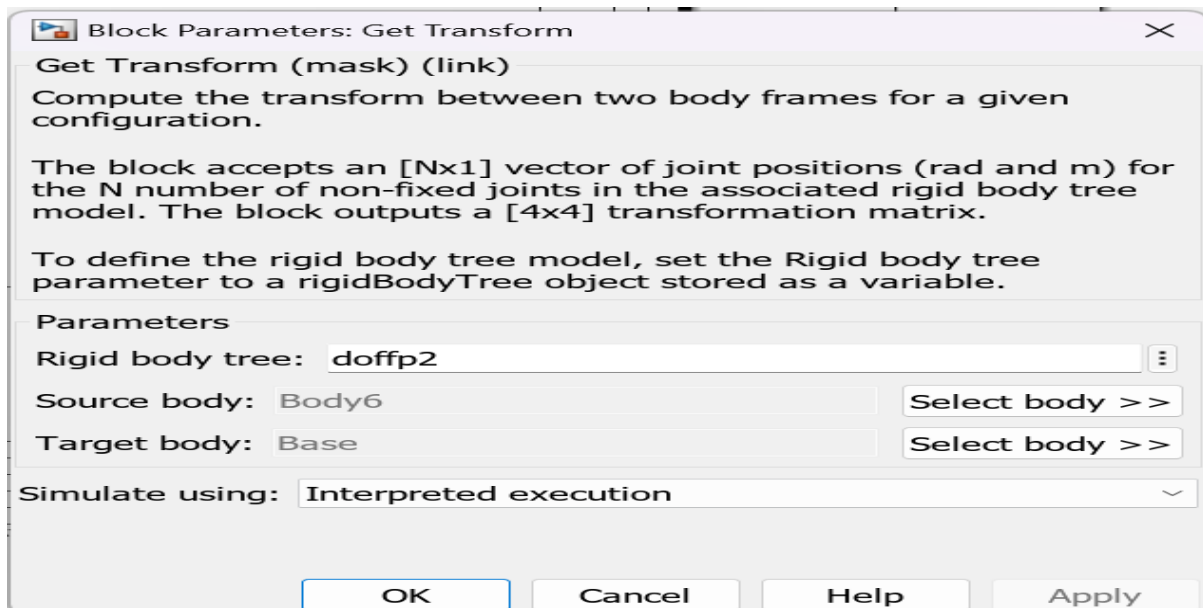 Block Parameters: Get Transform
Get Transform (mask) (link)
Compute the transform between two body frames for a given
configuration.
The block accepts an [Nx1] vector of joint positions (rad and m) for
the N number of non-fixed joints in the associated rigid body tree
model. The block outputs a [4x4] transformation matrix.
To define the rigid body tree model, set the Rigid body tree
parameter to a rigidBodyTree object stored as a variable.
Parameters
Rigid body tree: doffp2
Source body: Body6 Select body >>
Target body: Base Select body >>
Simulate using: Interpreted execution
OK Cancel Help Apply